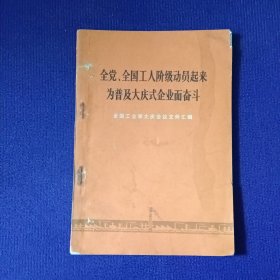 全党、全国工人阶级动员起来
为普及大庆式企业而奋斗
全国工业学大庆会议文件汇编